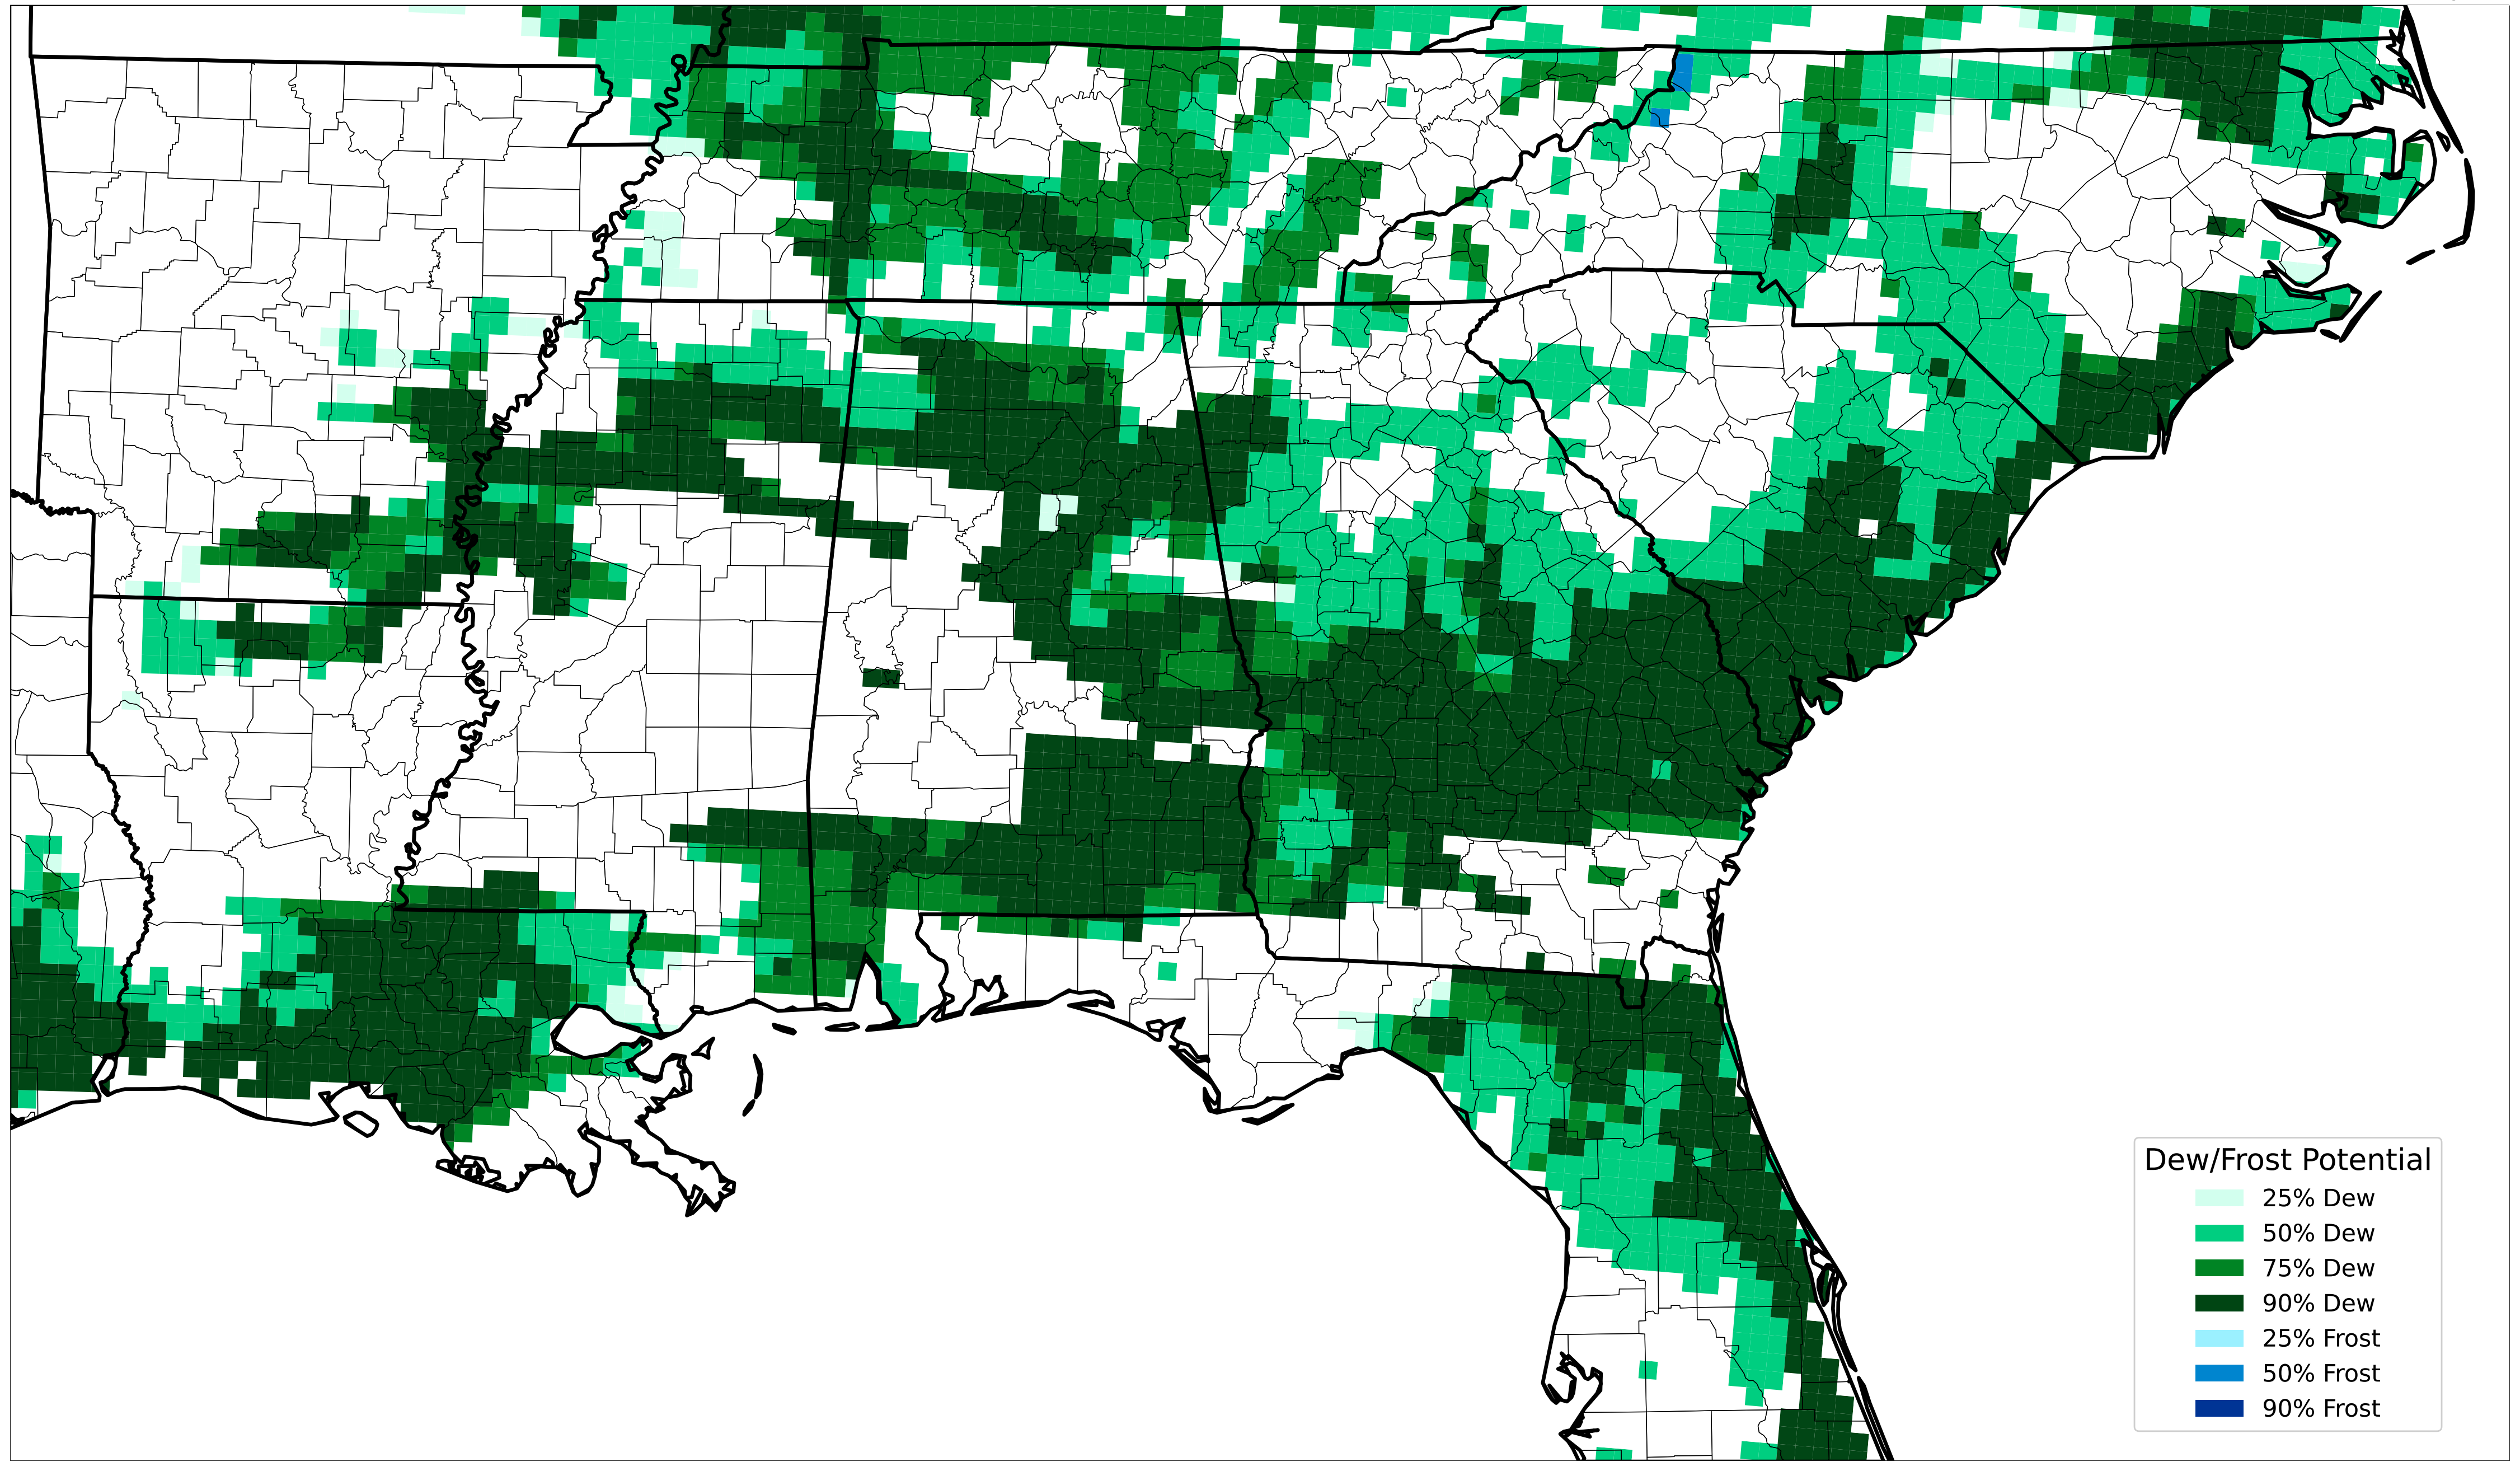 Dew/Frost Potential
25% Dew
50% Dew
75% Dew
90% Dew
25% Frost
50% Frost
90% Frost